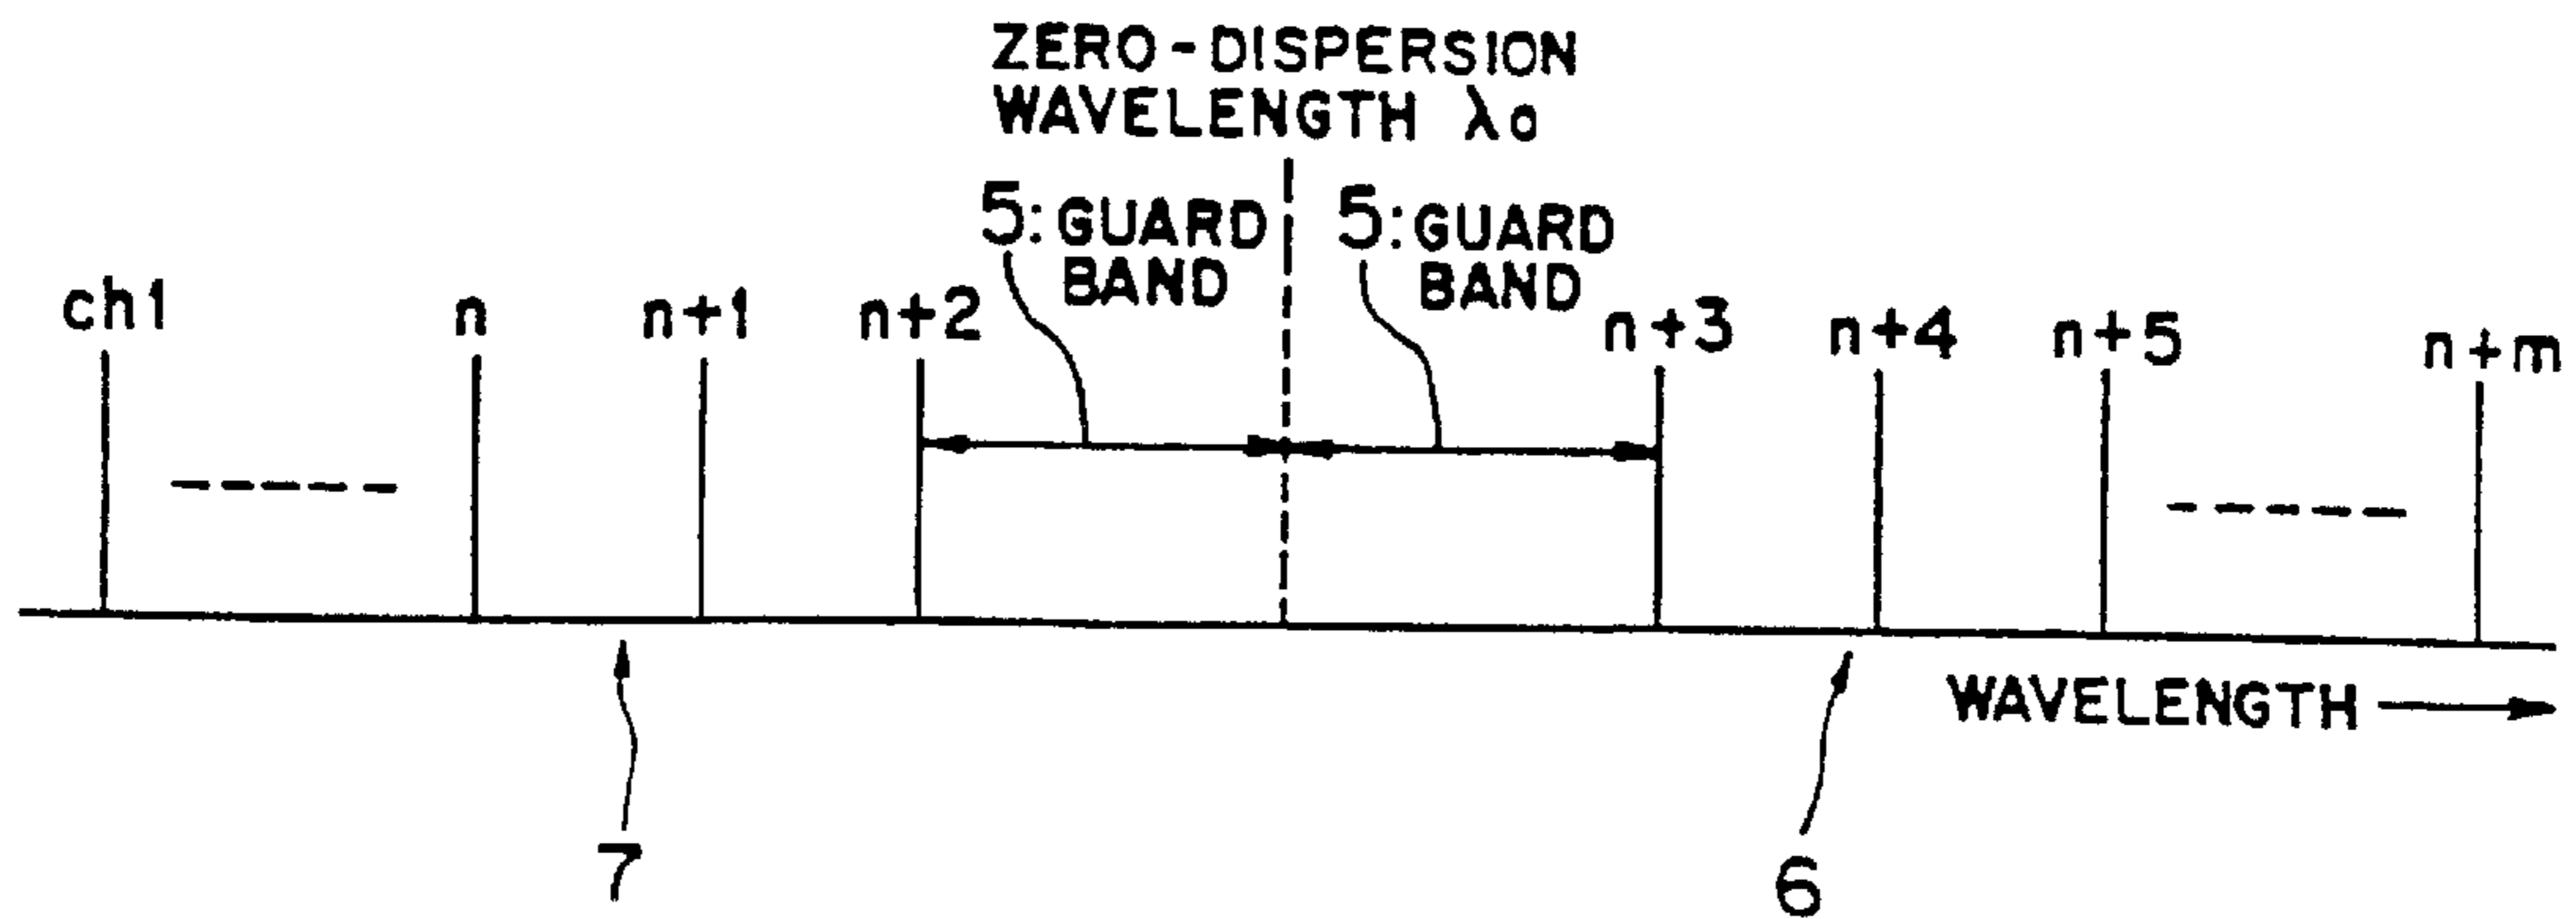 ZERO-DISPERSION
WAVELENGTH λo
5: GUARD
BAND
5: GUARD
BAND
ch1
n
n+1
n+2
n+3
n+4
n+5
n+m
WAVELENGTH
7
6